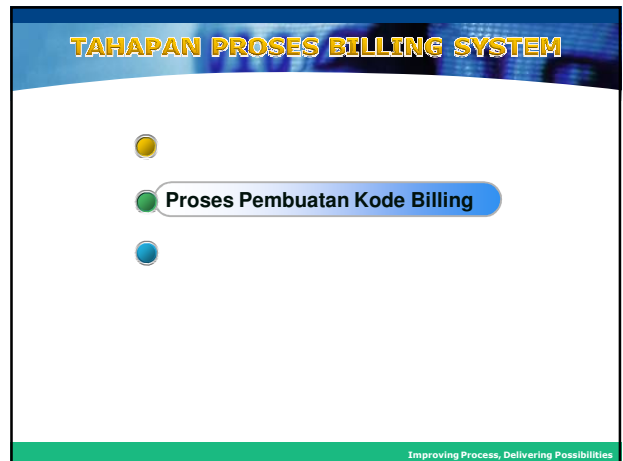 TAHAPAN PROSES BILLING SYSTEM
Proses Pembuatan Kode Billing
Improving Process, Delivering Possibilities